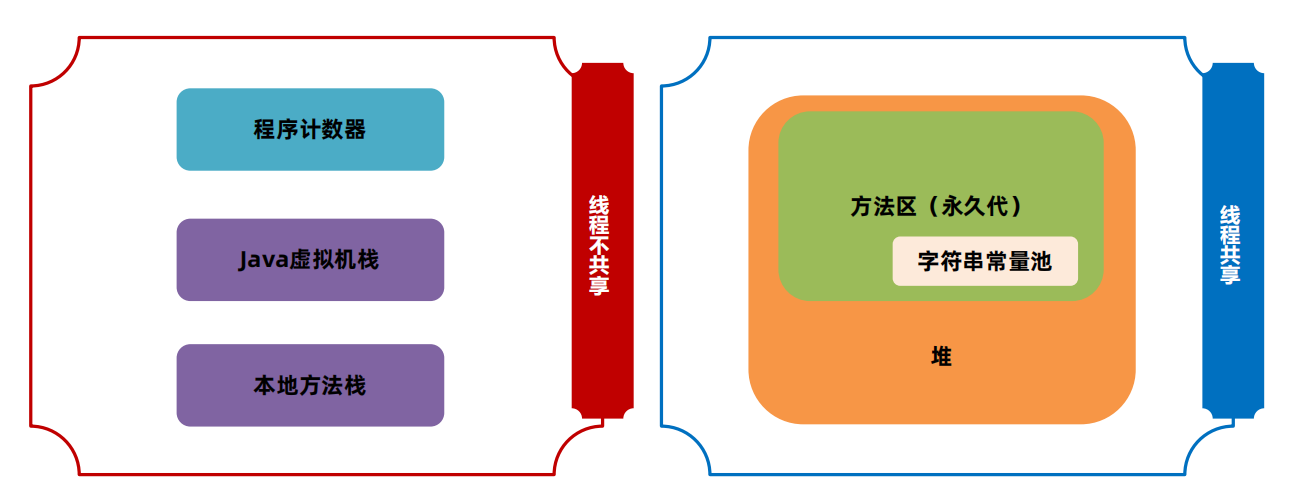 程序计数器
Java虚拟机栈
本地方法栈
线程不共享
方法区（永久代）
字符串常量池
堆
线程共享